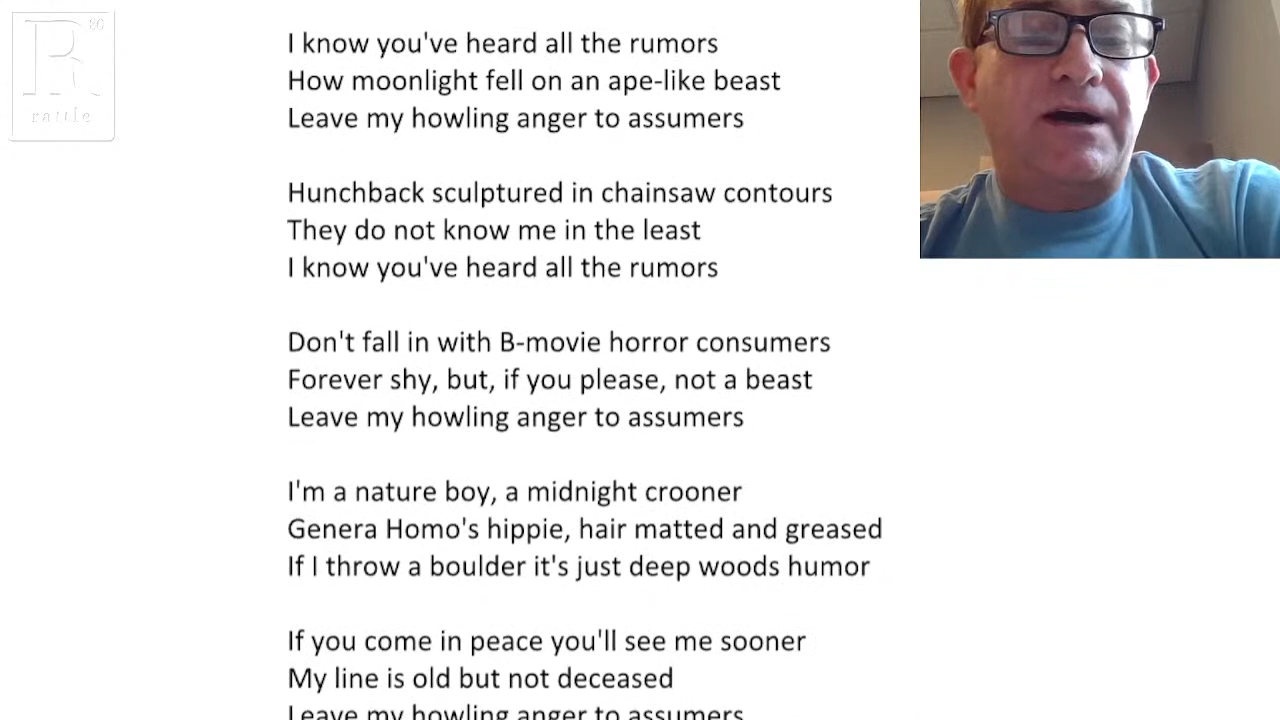 R 80
rattle
I know you've heard all the rumors
How moonlight fell on an ape-like beast
Leave my howling anger to assumers
Hunchback sculptured in chainsaw contours
They do not know me in the least
I know you've heard all the rumors
Don't fall in with B-movie horror consumers
Forever shy, but, if you please, not a beast
Leave my howling anger to assumers
I'm a nature boy, a midnight crooner
Genera Homo's hippie, hair matted and greased
If I throw a boulder it's just deep woods humor
If you come in peace you'll see me sooner
My line is old but not deceased
Leave my howling anger to assumers